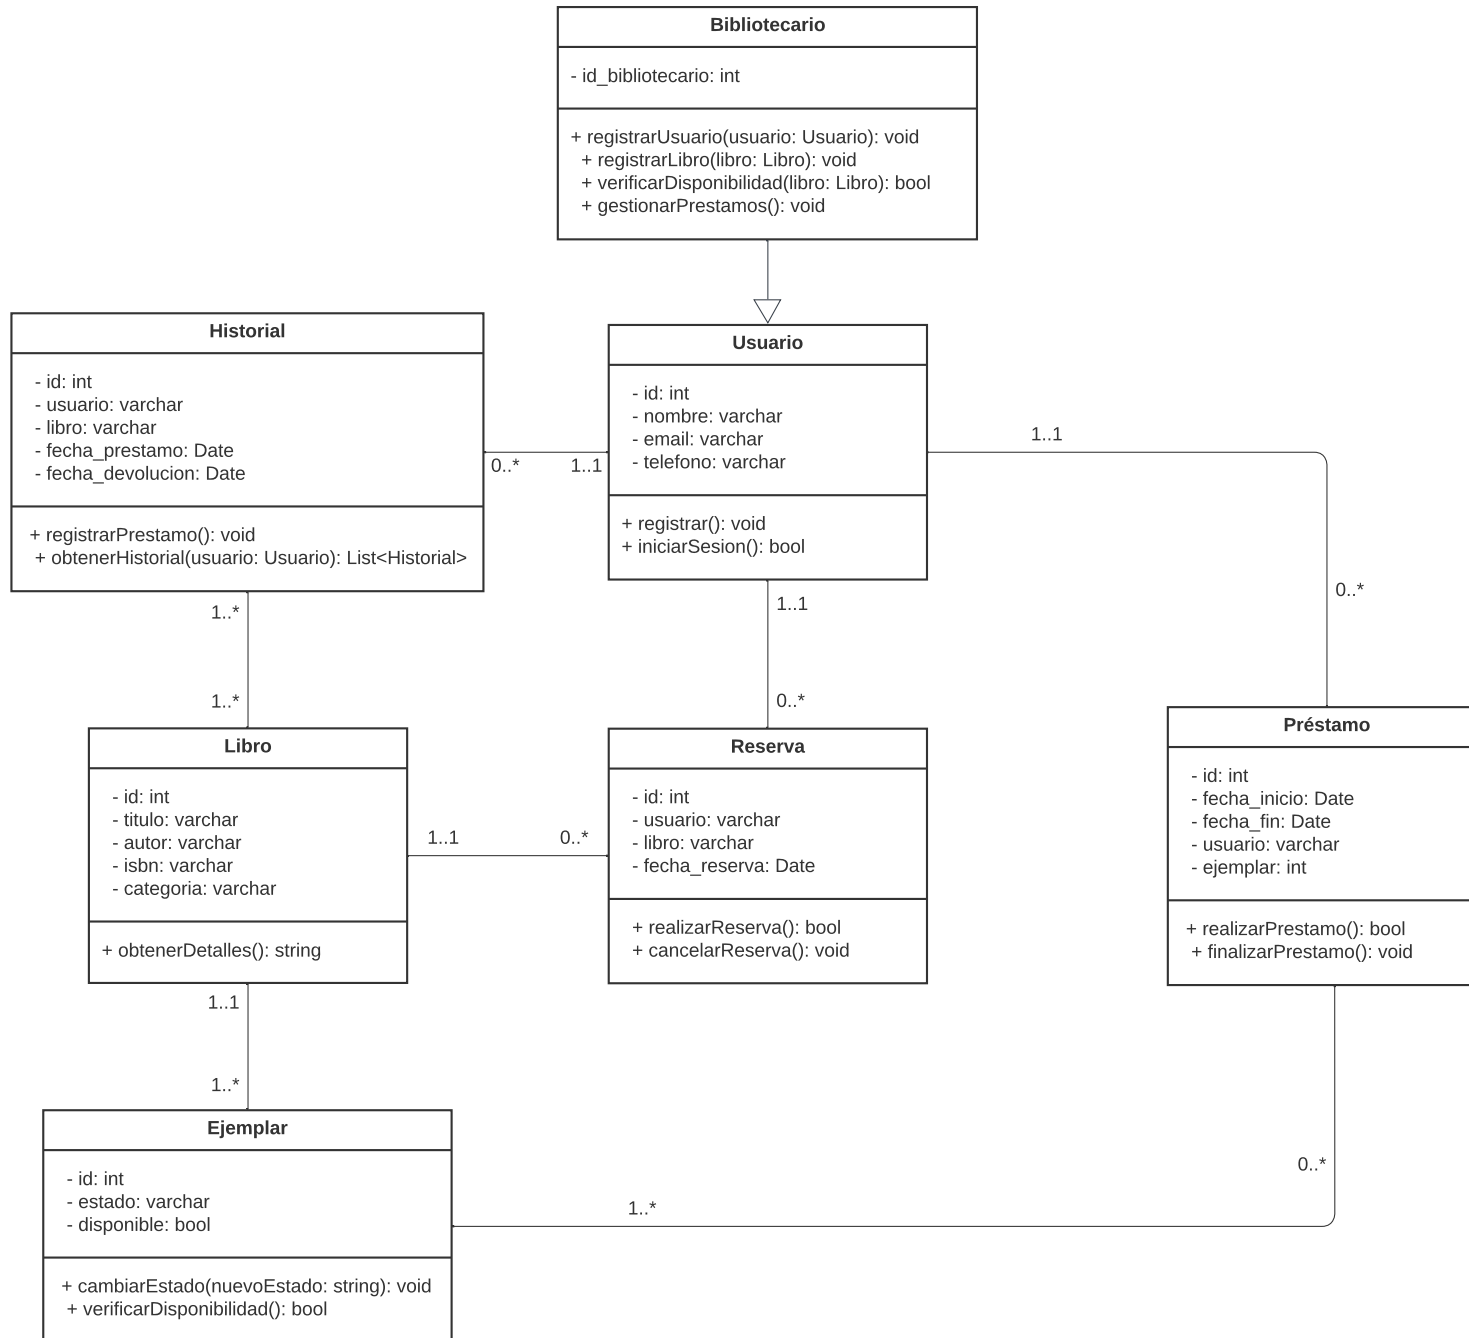 Bibliotecario
- id_bibliotecario: int
+ registrarUsuario(usuario: Usuario): void
+ registrarLibro(libro: Libro): void
+ verificarDisponibilidad(libro: Libro): bool
+ gestionarPrestamos(): void
Historial
- id: int
- usuario: varchar
- libro: varchar
- fecha_prestamo: Date
- fecha_devolucion: Date
+ registrarPrestamo(): void
+ obtenerHistorial(usuario: Usuario): List<Historial>
0..*
1..1
Usuario
- id: int
- nombre: varchar
- email: varchar
- telefono: varchar
+ registrar(): void
+ iniciarSesion(): bool
1..1
0..*
1..*
1..*
1..1
0..*
Libro
- id: int
- titulo: varchar
- autor: varchar
- isbn: varchar
- categoria: varchar
+ obtenerDetalles(): string
1..1
0..*
Reserva
- id: int
- usuario: varchar
- libro: varchar
- fecha_reserva: Date
+ realizarReserva(): bool
+ cancelarReserva(): void
Préstamo
- id: int
- fecha_inicio: Date
- fecha_fin: Date
- usuario: varchar
- ejemplar: int
+ realizarPrestamo(): bool
+ finalizarPrestamo(): void
1..1
1..*
Ejemplar
- id: int
- estado: varchar
- disponible: bool
+ cambiarEstado(nuevoEstado: string): void
+ verificarDisponibilidad(): bool
1..*
0..*